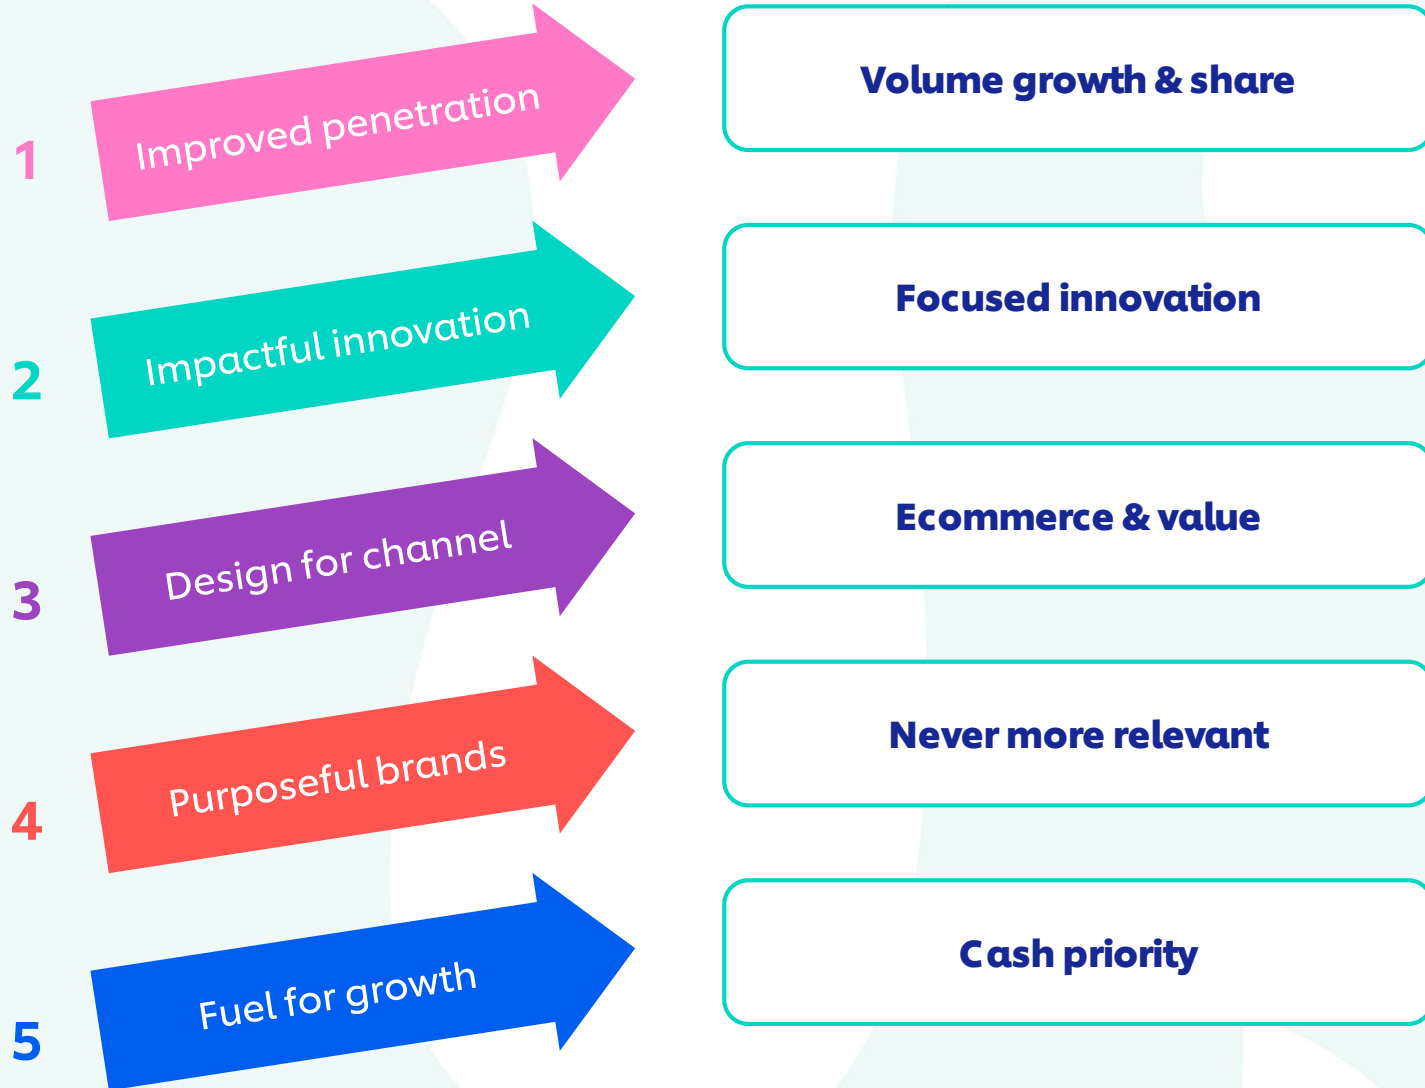 1
Improved penetration
Volume growth & share
2
Impactful innovation
Focused innovation
3
Design for channel
Ecommerce & value
4
Purposeful brands
Never more relevant
5
Fuel for growth
Cash priority